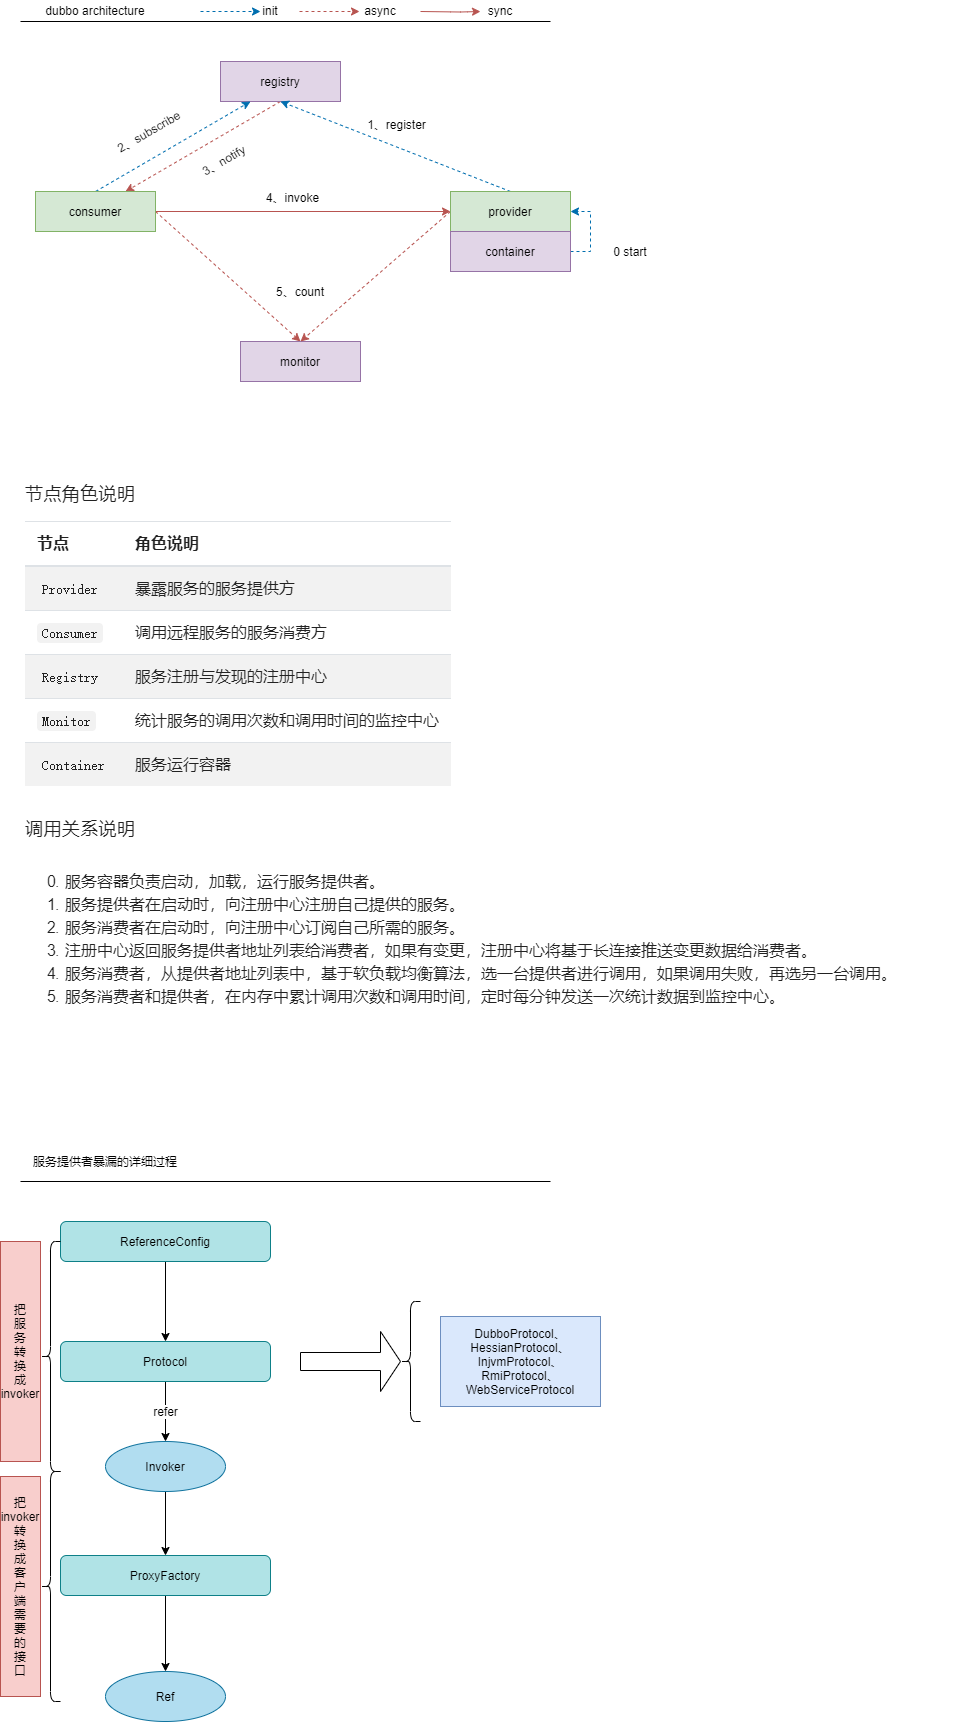 dubbo architecture
init
async
sync
registry
2、subscribe
3、notify
1、register
consumer
4、invoke
provider
container
0 start
5、count
monitor
节点角色说明
节点 角色说明
Provider 暴露服务的服务提供方
Consumer 调用远程服务的服务消费方
Registry 服务注册与发现的注册中心
Monitor 统计服务的调用次数和调用时间的监控中心
Container 服务运行容器
调用关系说明
0. 服务容器负责启动，加载，运行服务提供者。
1. 服务提供者在启动时，向注册中心注册自己提供的服务。
2. 服务消费者在启动时，向注册中心订阅自己所需的服务。
3. 注册中心返回服务提供者地址列表给消费者，如果有变更，注册中心将基于长连接推送变更数据给消费者。
4. 服务消费者，从提供者地址列表中，基于软负载均衡算法，选一台提供者进行调用，如果调用失败，再选另一台调用。
5. 服务消费者和提供者，在内存中累计调用次数和调用时间，定时每分钟发送一次统计数据到监控中心。
服务提供者暴漏的详细过程
ReferenceConfig
把
服
务
转
换
成
invoker
Protocol
DubboProtocol、
HessianProtocol、
InjvmProtocol、
RmiProtocol、
WebServiceProtocol
refer
Invoker
把
invoker
转
换
成
客
户
端
需
要
的
接
口
ProxyFactory
Ref